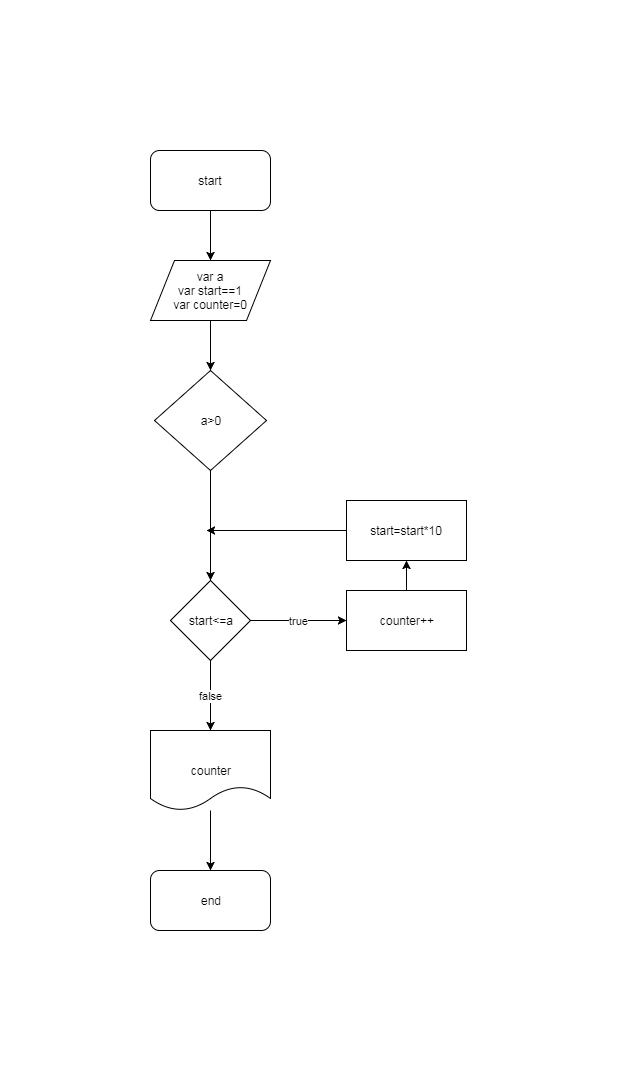 start
var a
var start==1
var counter=0
a>0
start=start*10
start<=a
true
counter++
false
counter
end